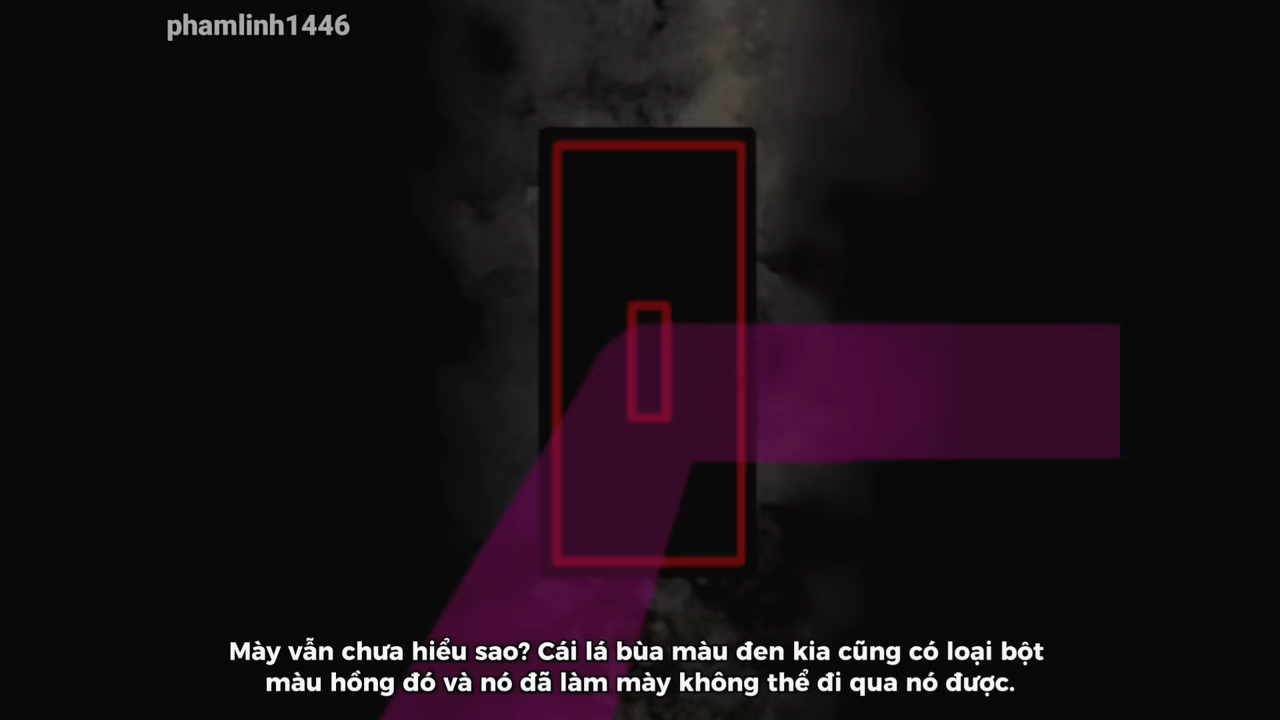 phamlinh1446
Mày vẫn chưa hiểu sao? Cái lá bùa màu đen kia cũng có loại bột
màu hồng đó và nó đã làm mày không thể đi qua nó được.